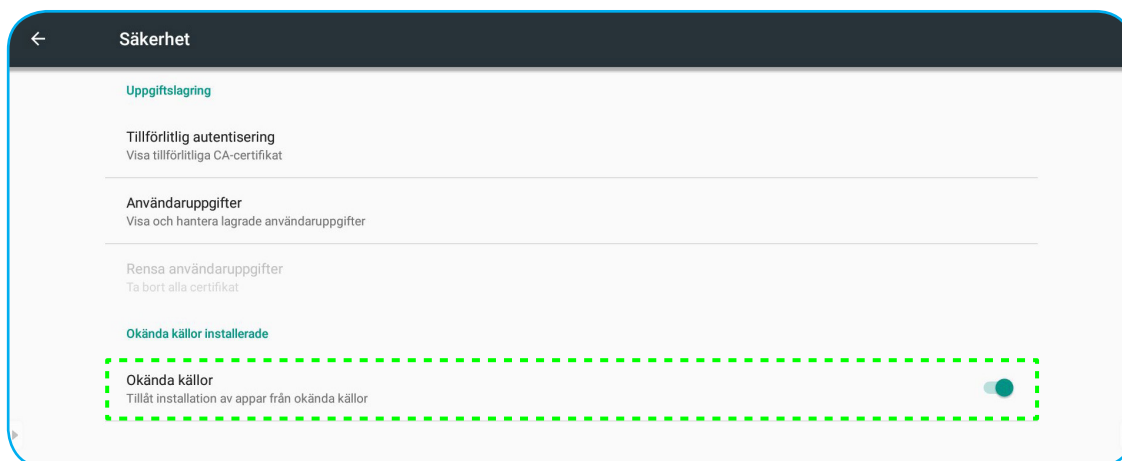 Säkerhet
Uppgiftslagring
Tillförlitlig autentisering
Visa tillförlitliga CA-certifikat
Användaruppgifter
Visa och hantera lagrade användaruppgifter
Rensa användaruppgifter
Ta bort alla certifikat
Okända källor installerade
Okända källor
Tillåt installation av appar från okända källor